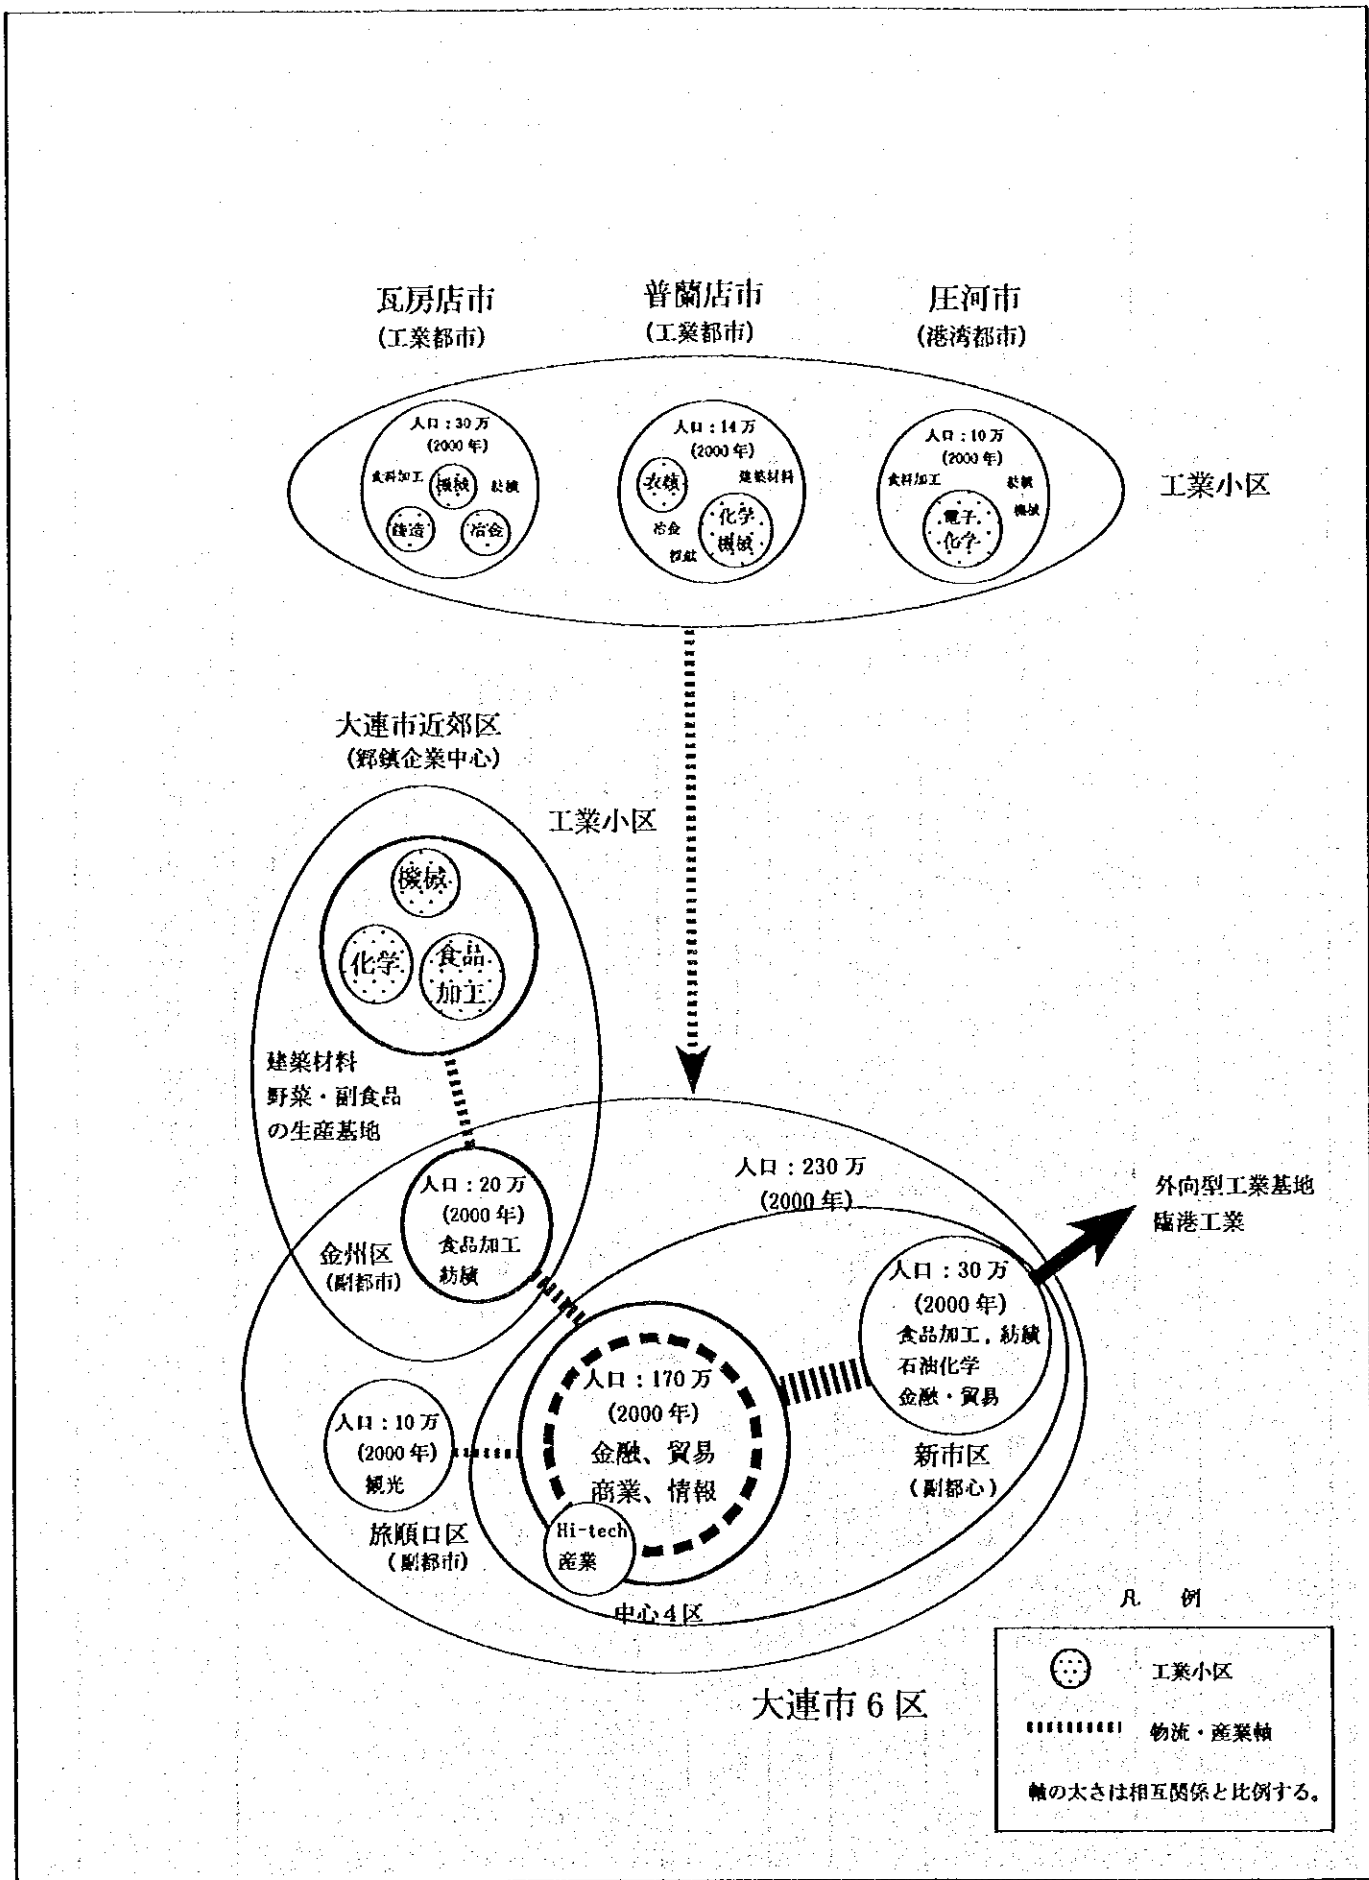 瓦房店市
(工業都市)
普蘭店市
(工業都市)
圧河市
(港湾都市)
人口：30万
(2000年)
食料加工
機械
紡績
鋳造
冶金
人口：14万
(2000年)
衣類
建築材料
冶金
化学
機械
人口：10万
(2000年)
食料加工
紡績
機械
電子
化学
工業小区
大連市近郊区
(郷鎮企業中心)
工業小区
機械
化学
食品
加工
建築材料
野菜・副食品
の生産基地
人口：20万
(2000年)
食品加工
紡績
金州区
(副都市)
人口：230万
(2000年)
外向型工業基地
臨港工業
人口：30万
(2000年)
食品加工，紡績
石油化学
金融・貿易
新市区
(副都心)
人口：170万
(2000年)
金融、貿易
商業、情報
Hi-tech
産業
中心4区
人口：10万
(2000年)
観光
旅順口区
(副都市)
大連市6区
凡 例
工業小区
物流・産業軸
軸の太さは相互関係と比例する。